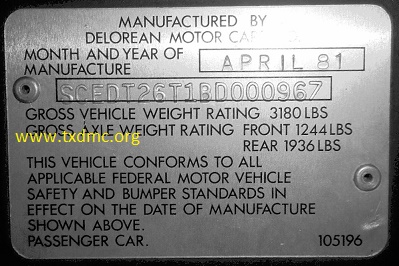 MANUFACTURED BY
DELOREAN MOTOR CAR
MONTH AND YEAR OF
MANUFACTURE APRIL 81
SCEDT26T1BD000967
GROSS VEHICLE WEIGHT RATING 3180 LBS
GROSS AXLE WEIGHT RATING FRONT 1244 LBS
www.txdmc.org
REAR 1936 LBS
THIS VEHICLE CONFORMS TO ALL
APPLICABLE FEDERAL MOTOR VEHICLE
SAFETY AND BUMPER STANDARDS IN
EFFECT ON THE DATE OF MANUFACTURE
SHOWN ABOVE.
PASSENGER CAR. 105196